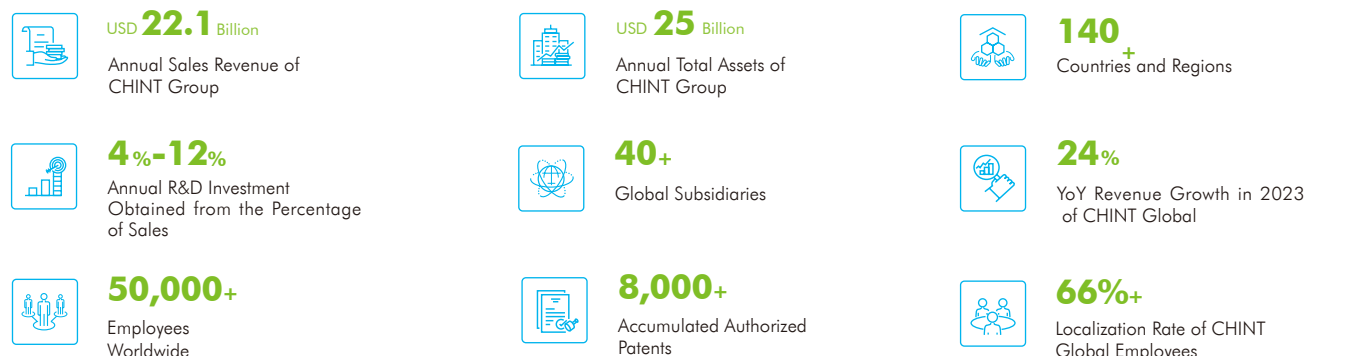 USD 22.1 Billion
Annual Sales Revenue of
CHINT Group
USD 25 Billion
Annual Total Assets of
CHINT Group
140+
Countries and Regions
4%-12%
Annual R&D Investment
Obtained from the Percentage
of Sales
40+
Global Subsidiaries
24%
YoY Revenue Growth in 2023
of CHINT Global
50,000+
Employees
Worldwide
8,000+
Accumulated Authorized
Patents
66%+
Localization Rate of CHINT
Global Employees